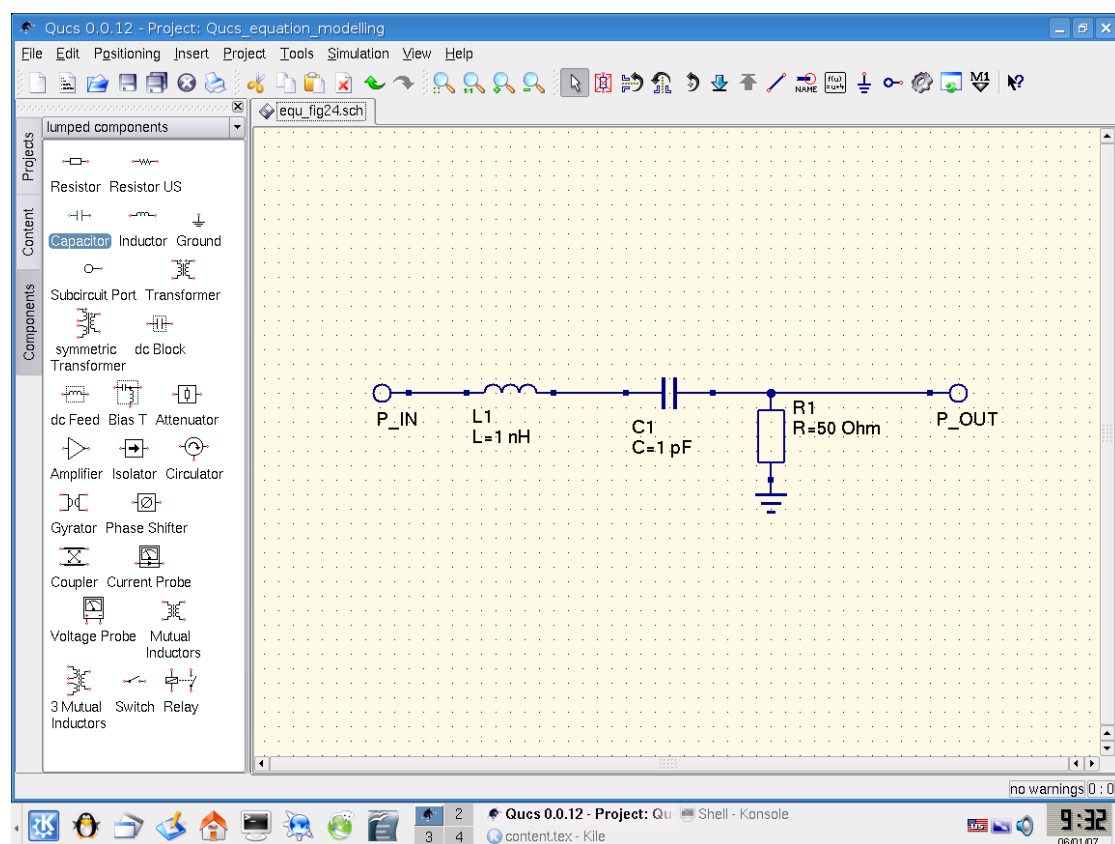 Qucs 0.0.12 - Project: Qucs_equation_modelling
File Edit Positioning Insert Project Tools Simulation View Help
NAME
M1
equ_fig24.sch
lumped components
Projects
Content
Components
Resistor Resistor US
Capacitor Inductor Ground
Subcircuit Port Transformer
symmetric Transformer
dc Block
dc Feed Bias T Attenuator
Amplifier Isolator Circulator
Gyrator Phase Shifter
Coupler Current Probe
Voltage Probe
Mutual Inductors
3 Mutual Inductors
Switch Relay
P_IN
L1
L=1 nH
C1
C=1 pF
R1
R=50 Ohm
P_OUT
no warnings 0 : 0
2
3 4
Qucs 0.0.12 - Project: Qu
Shell - Konsole
content.tex - Kile
9:32
06/01/07